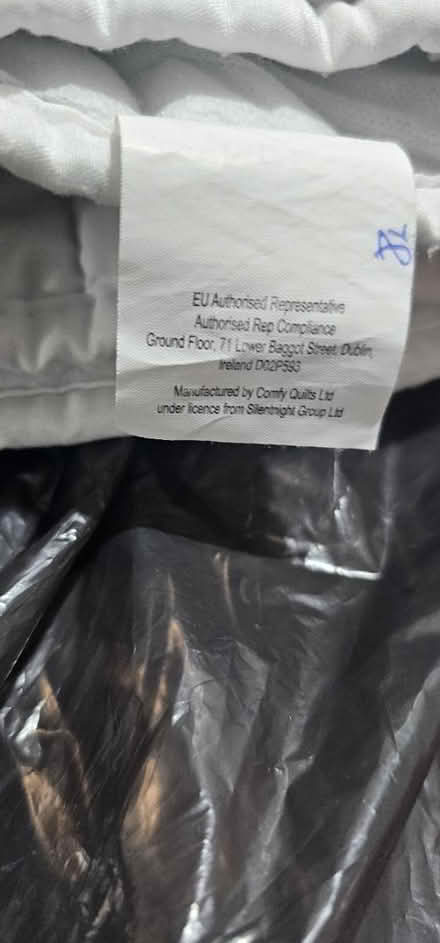 EU Authorised Representative
Authorised Rep Compliance
Ground Floor, 71 Lower Baggot Street, Dublin,
Ireland D02P593
Manufactured by Comfy Quilts Ltd
under licence from Silentnight Group Ltd